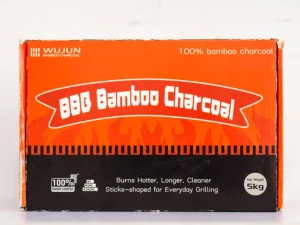 WUJUN
BAMBOO CHARCOAL
100% bamboo charcoal
BBQ Bamboo Charcoal
100%
Burns Hotter, Longer, Cleaner
Sticks-shaped for Everyday Grilling
Net Weight
5kg